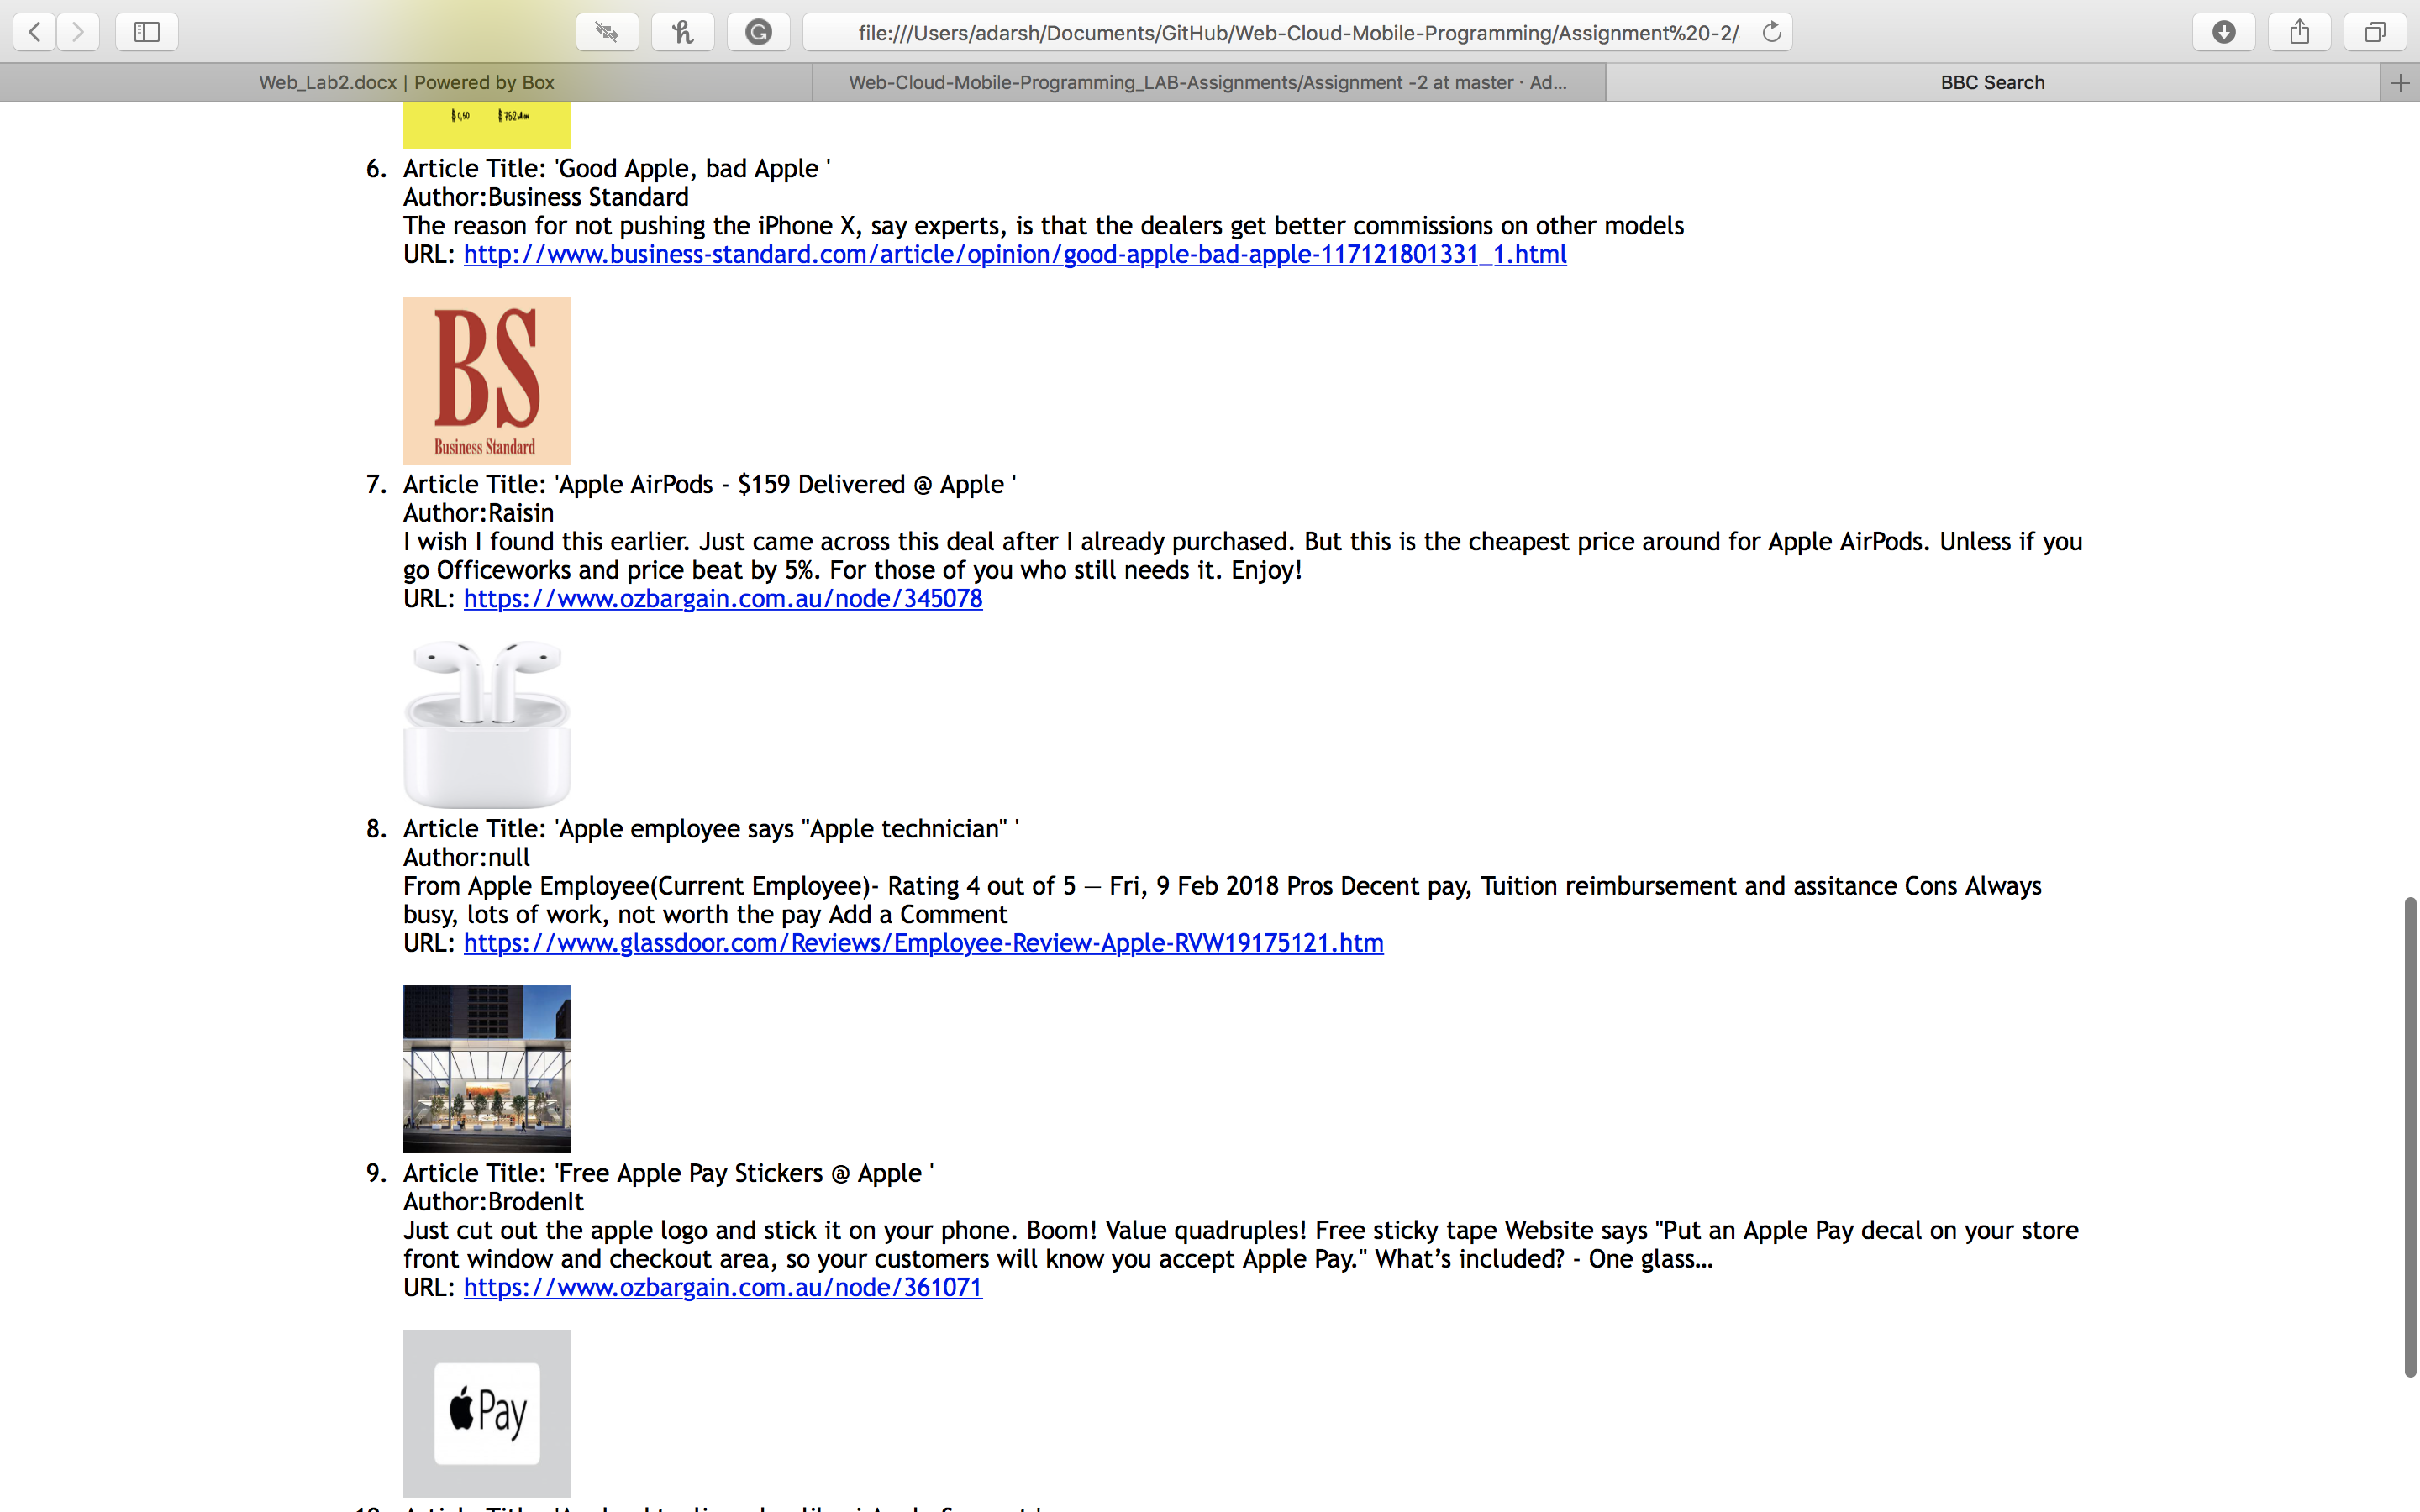 file:///Users/adarsh/Documents/GitHub/Web-Cloud-Mobile-Programming/Assignment%20-2/
Web_Lab2.docx | Powered by Box
Web-Cloud-Mobile-Programming_LAB-Assignments/Assignment -2 at master · Ad...
BBC Search
6. Article Title: 'Good Apple, bad Apple '
Author:Business Standard
The reason for not pushing the iPhone X, say experts, is that the dealers get better commissions on other models
URL: http://www.business-standard.com/article/opinion/good-apple-bad-apple-117121801331_1.html
BS
Business Standard
7. Article Title: 'Apple AirPods - $159 Delivered @ Apple '
Author:Raisin
I wish I found this earlier. Just came across this deal after I already purchased. But this is the cheapest price around for Apple AirPods. Unless if you
go Officeworks and price beat by 5%. For those of you who still needs it. Enjoy!
URL: https://www.ozbargain.com.au/node/345078
8. Article Title: 'Apple employee says "Apple technician" '
Author:null
From Apple Employee(Current Employee)- Rating 4 out of 5 — Fri, 9 Feb 2018 Pros Decent pay, Tuition reimbursement and assitance Cons Always
busy, lots of work, not worth the pay Add a Comment
URL: https://www.glassdoor.com/Reviews/Employee-Review-Apple-RVW19175121.htm
9. Article Title: 'Free Apple Pay Stickers @ Apple '
Author:BrodenIt
Just cut out the apple logo and stick it on your phone. Boom! Value quadruples! Free sticky tape Website says "Put an Apple Pay decal on your store
front window and checkout area, so your customers will know you accept Apple Pay." What’s included? - One glass…
URL: https://www.ozbargain.com.au/node/361071
Pay